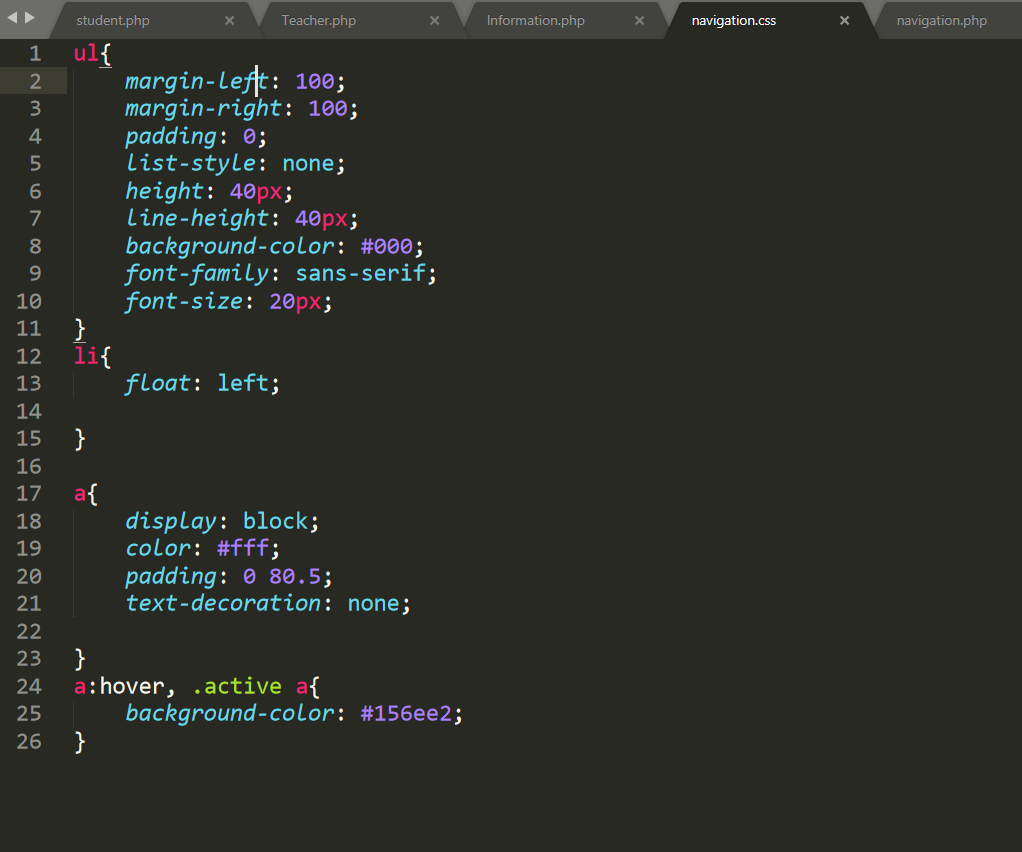 student.php × Teacher.php × Information.php × navigation.css × navigation.php
1 ul{
2 margin-left: 100;
3 margin-right: 100;
4 padding: 0;
5 list-style: none;
6 height: 40px;
7 line-height: 40px;
8 background-color: #000;
9 font-family: sans-serif;
10 font-size: 20px;
11 }
12 li{
13 float: left;
14
15 }
16
17 a{
18 display: block;
19 color: #fff;
20 padding: 0 80.5;
21 text-decoration: none;
22
23 }
24 a:hover, .active a{
25 background-color: #156ee2;
26 }